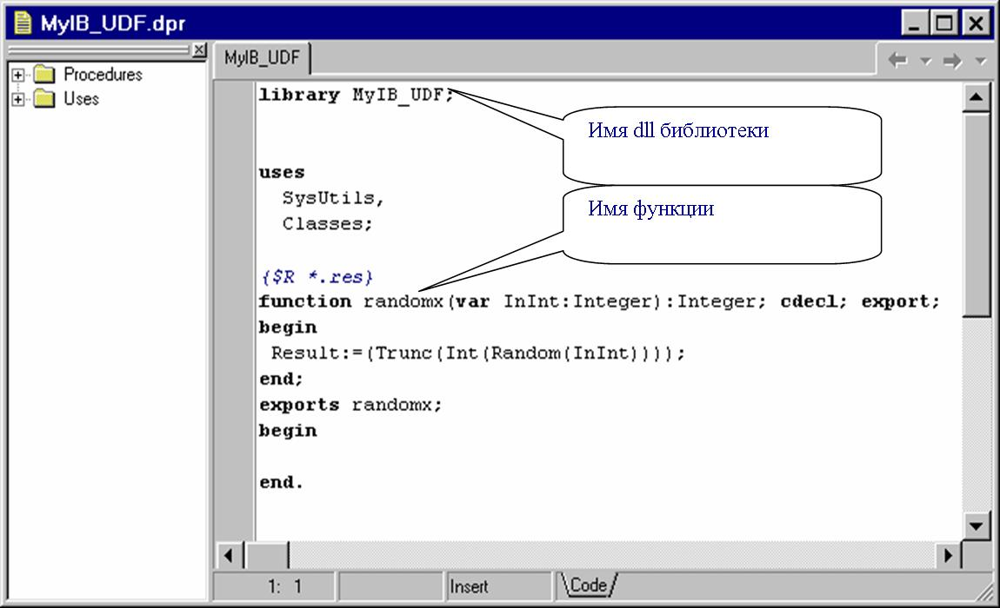 MyIB_UDF.dpr
Procedures
Uses
MyIB_UDF
library MyIB_UDF;
Имя dll библиотеки
uses
SysUtils,
Classes;
Имя функции
{$R *.res}
function randomx(var InInt:Integer):Integer; cdecl; export;
begin
Result:=(Trunc(Int(Random(InInt))));
end;
exports randomx;
begin
end.
1: 1
Insert
Code